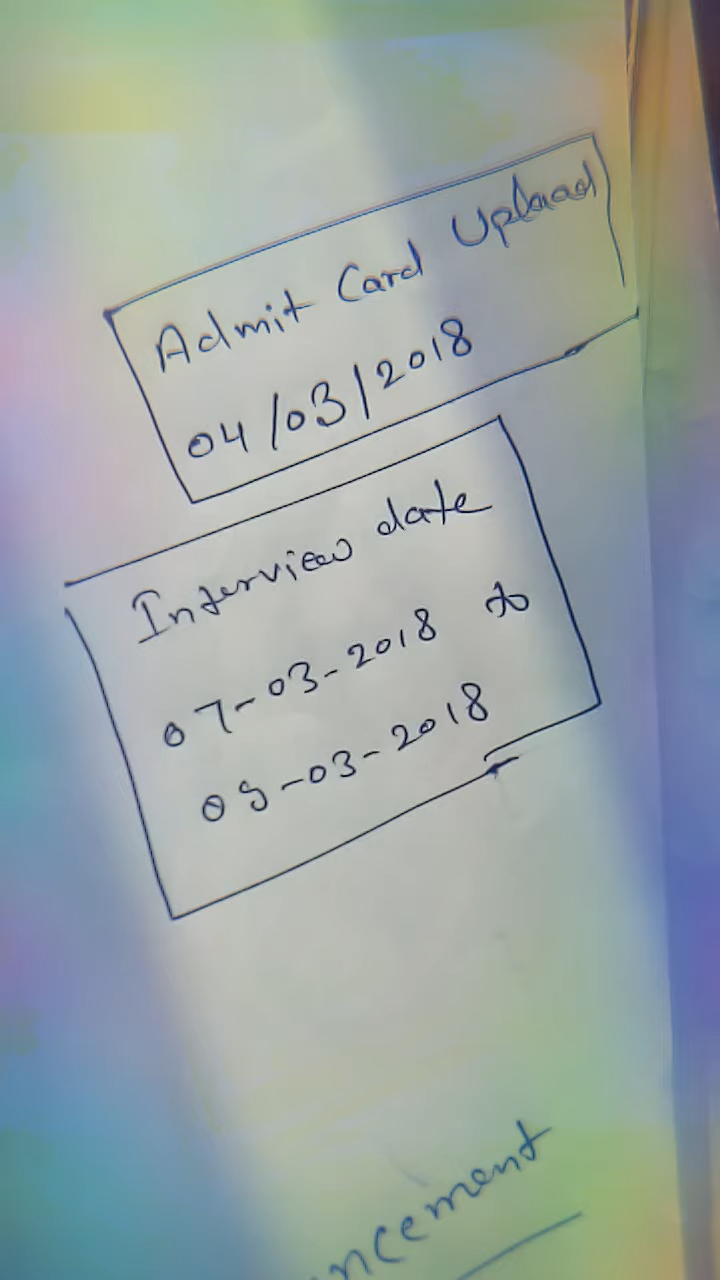 Admit Card Upload
04/03/2018
Interview date
07-03-2018 to
09-03-2018
ncement